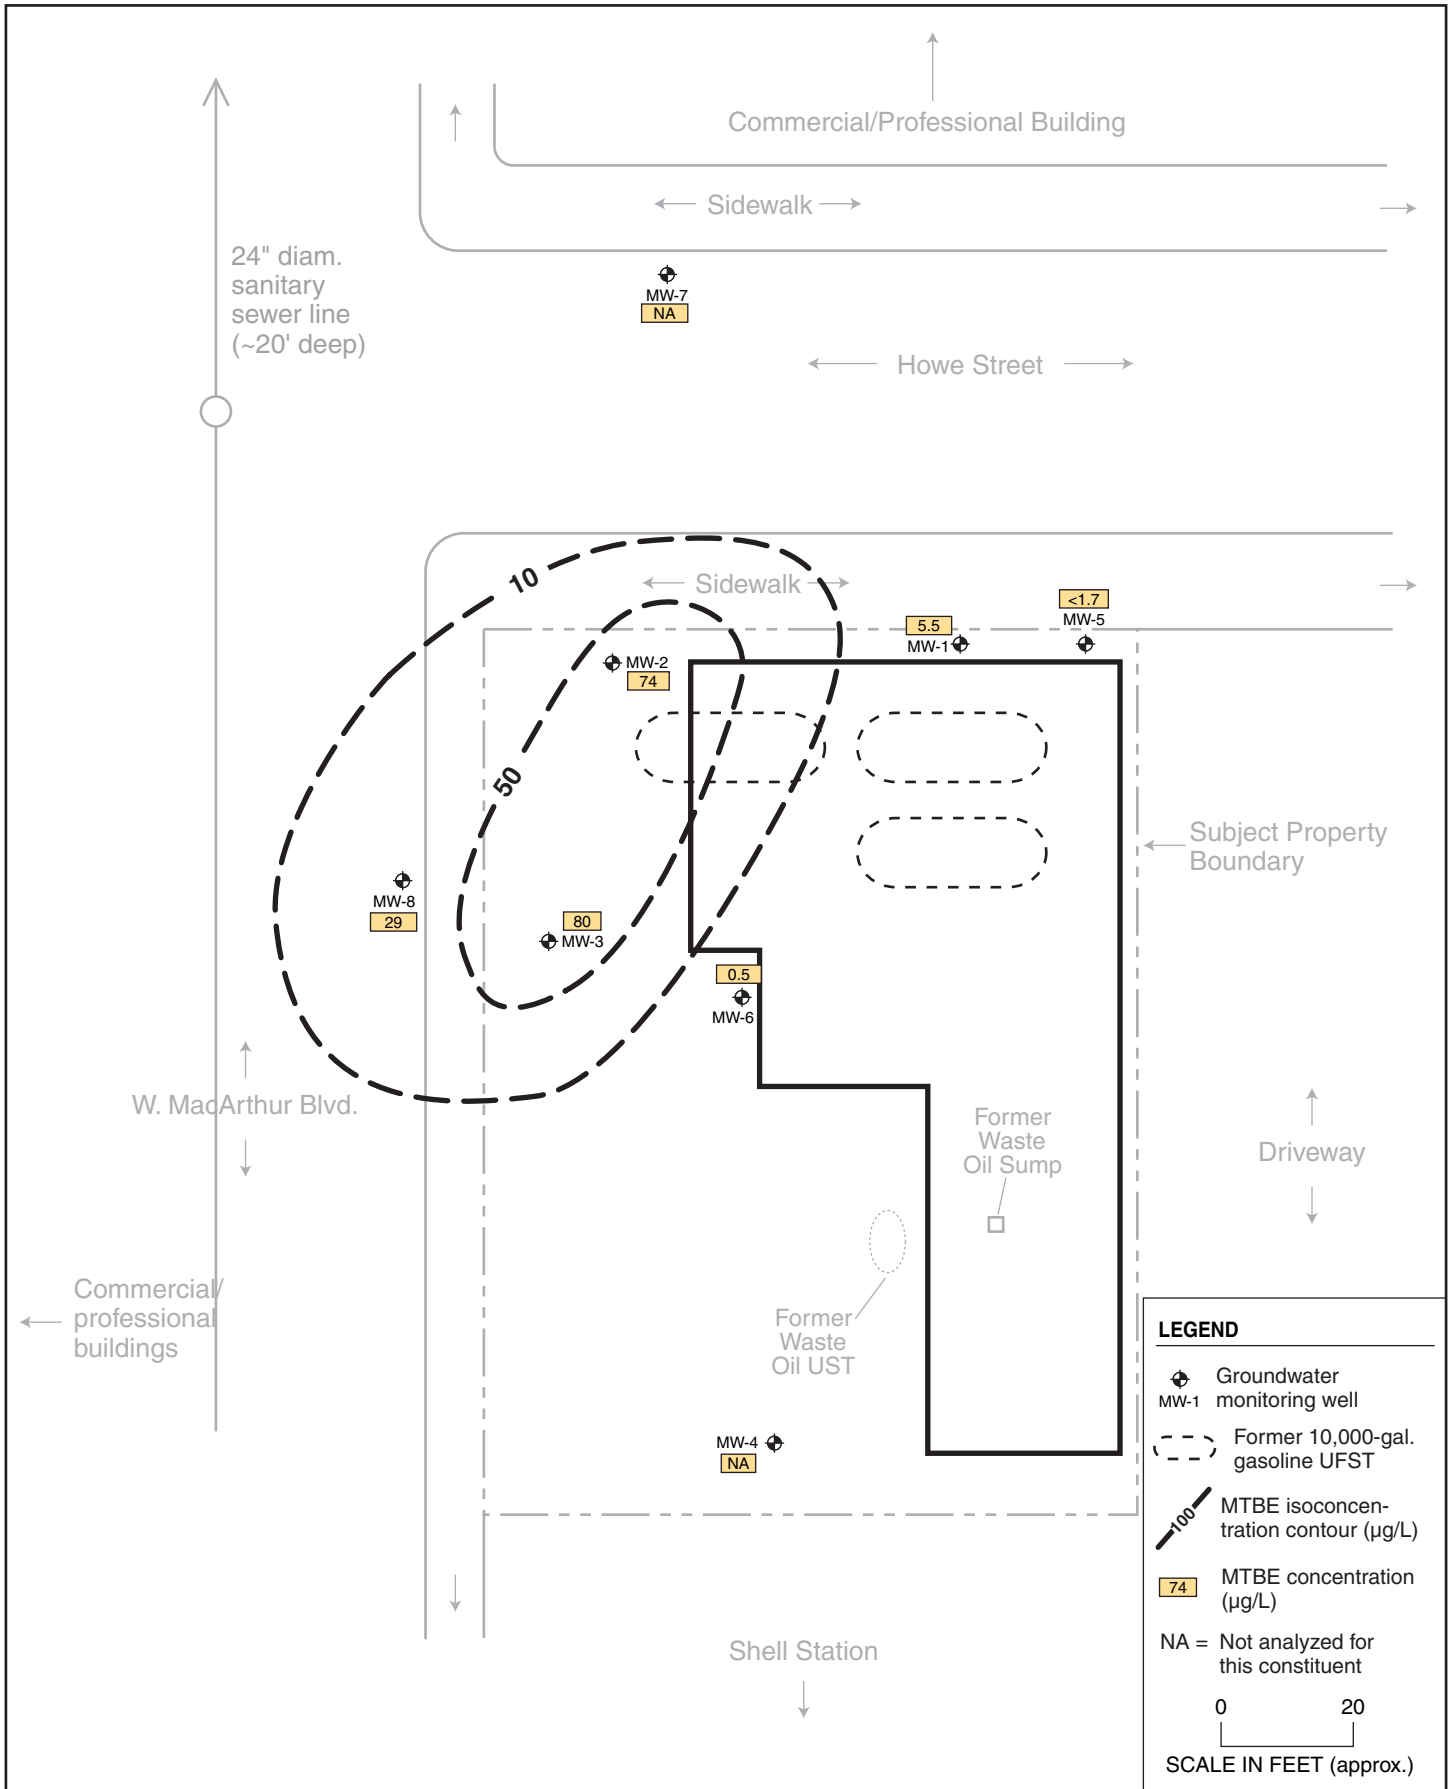 Commercial/Professional Building
Sidewalk
24" diam.
sanitary
sewer line
(~20' deep)
MW-7
NA
Howe Street
10
Sidewalk
<1.7
MW-5
5.5
MW-1
MW-2
74
50
Subject Property
Boundary
MW-8
29
80
MW-3
0.5
MW-6
W. MacArthur Blvd.
Former
Waste
Oil Sump
Driveway
Commercial/
professional
buildings
Former
Waste
Oil UST
MW-4
NA
Shell Station
LEGEND
MW-1
Groundwater
monitoring well
Former 10,000-gal.
gasoline UFST
100
MTBE isoconcen-
tration contour (µg/L)
74
MTBE concentration
(µg/L)
NA = Not analyzed for
this constituent
0 20
SCALE IN FEET (approx.)